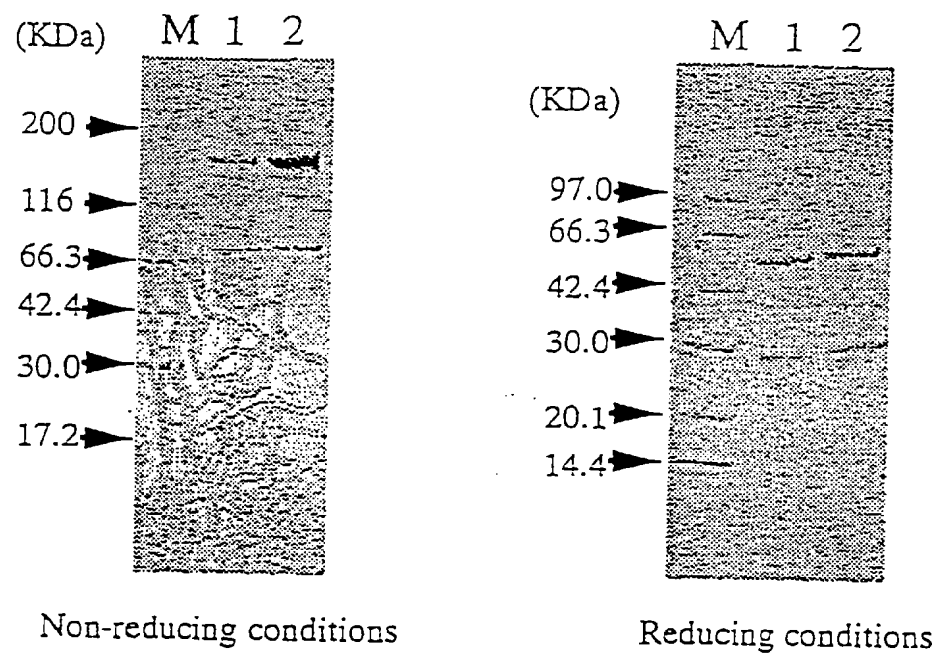 (KDa) M 1 2
200
116
66.3
42.4
30.0
17.2
Non-reducing conditions
M 1 2
(KDa)
97.0
66.3
42.4
30.0
20.1
14.4
Reducing conditions